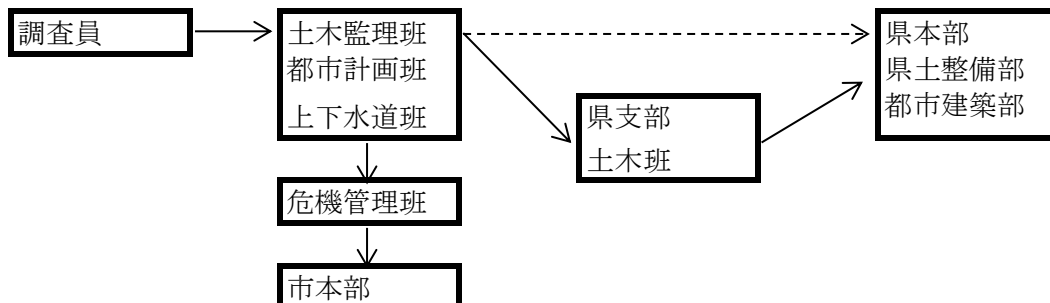 調査員
土木監理班
都市計画班
上下水道班
県支部
土木班
県本部
県土整備部
都市建築部
危機管理班
市本部